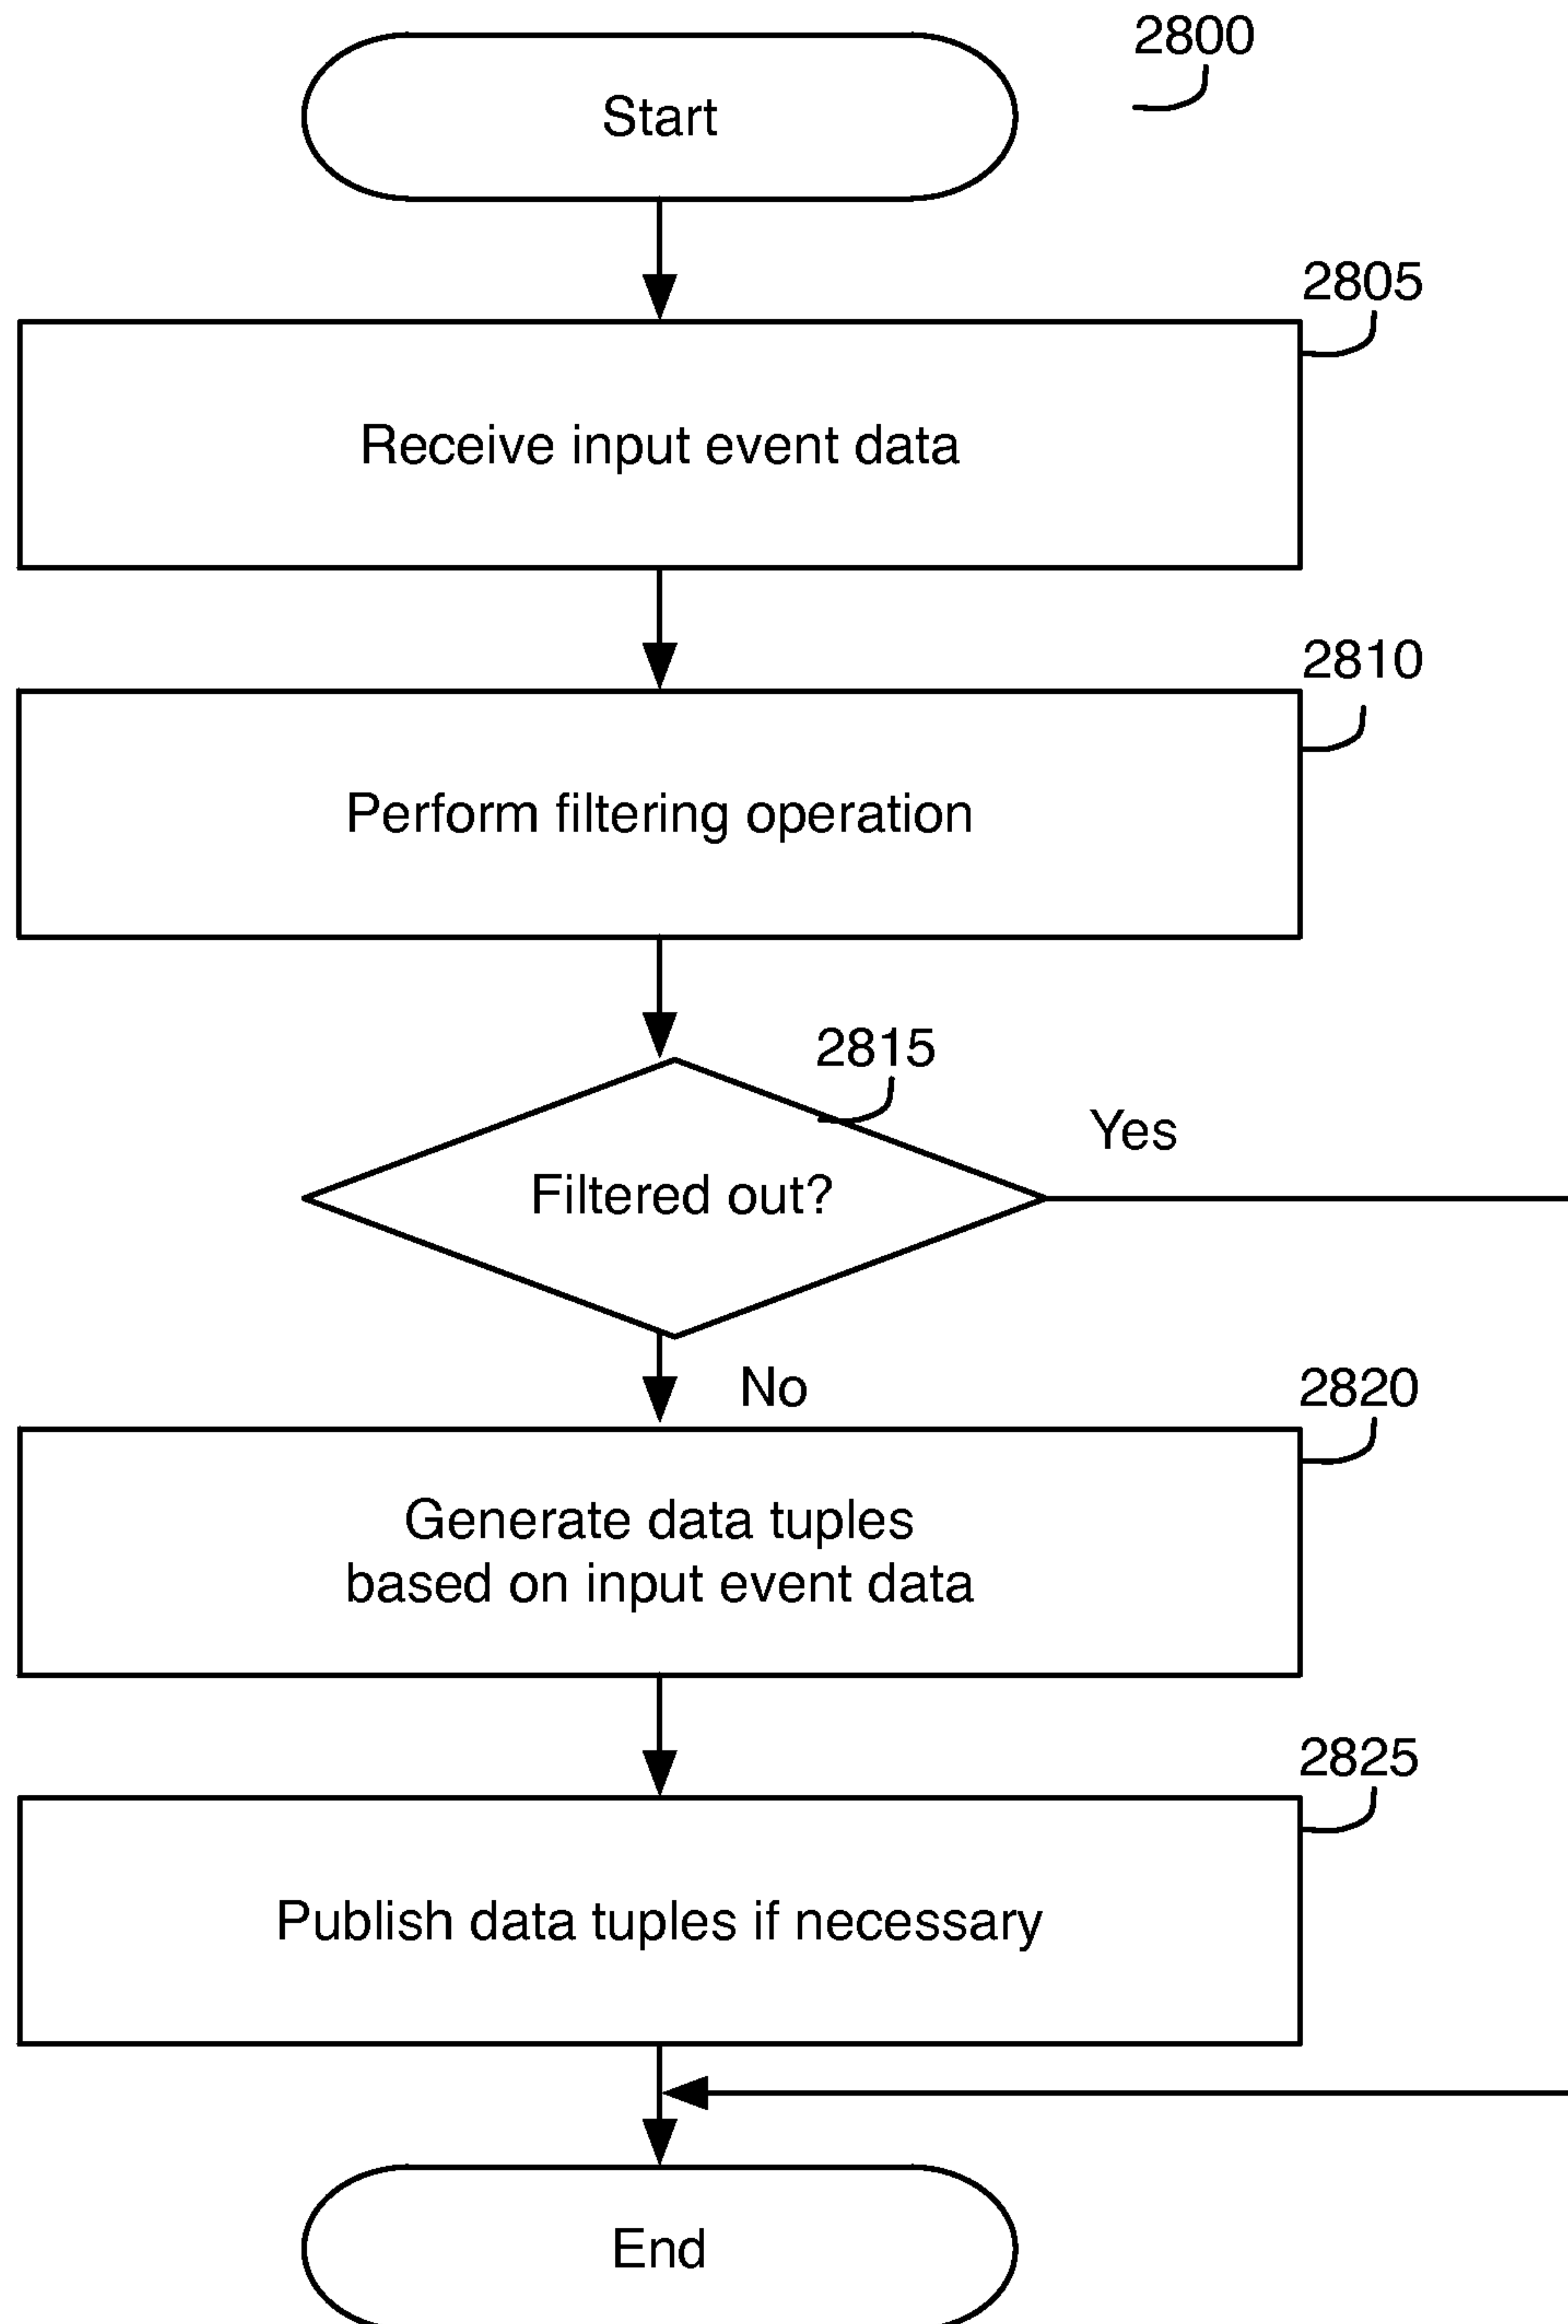 2800
Start
2805
Receive input event data
2810
Perform filtering operation
2815
Yes
Filtered out?
No
2820
Generate data tuples
based on input event data
2825
Publish data tuples if necessary
End